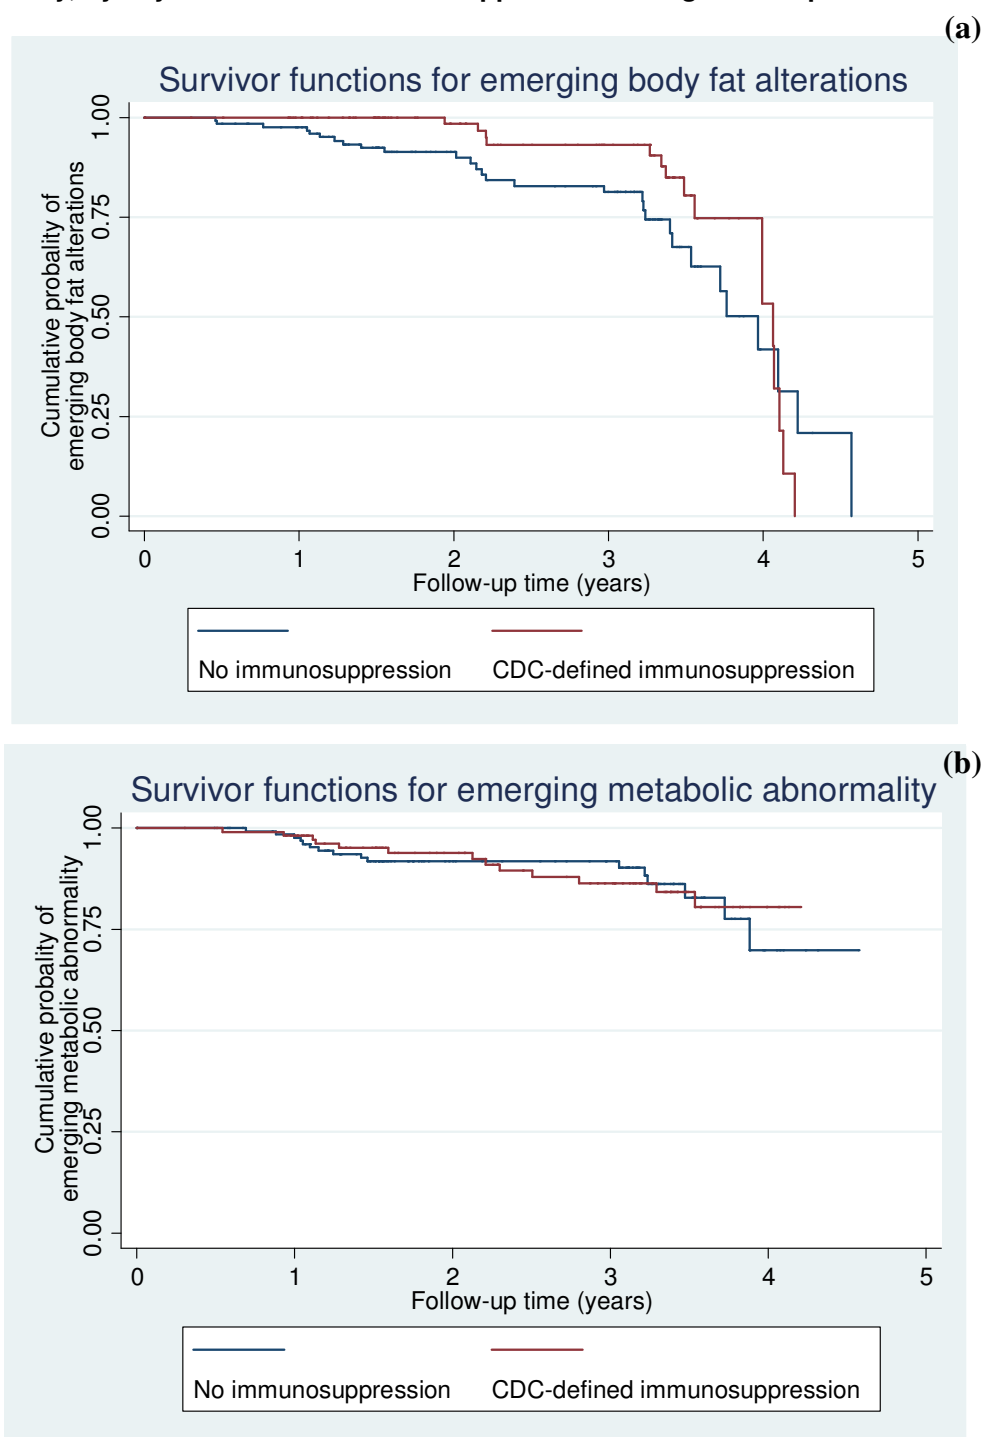 (a)
Survivor functions for emerging body fat alterations
Cumulative probality of
emerging body fat alterations
1.00
0.75
0.50
0.25
0.00
0 1 2 3 4 5
Follow-up time (years)
No immunosuppression CDC-defined immunosuppression
(b)
Survivor functions for emerging metabolic abnormality
Cumulative probality of
emerging metabolic abnormality
1.00
0.75
0.50
0.25
0.00
0 1 2 3 4 5
Follow-up time (years)
No immunosuppression CDC-defined immunosuppression